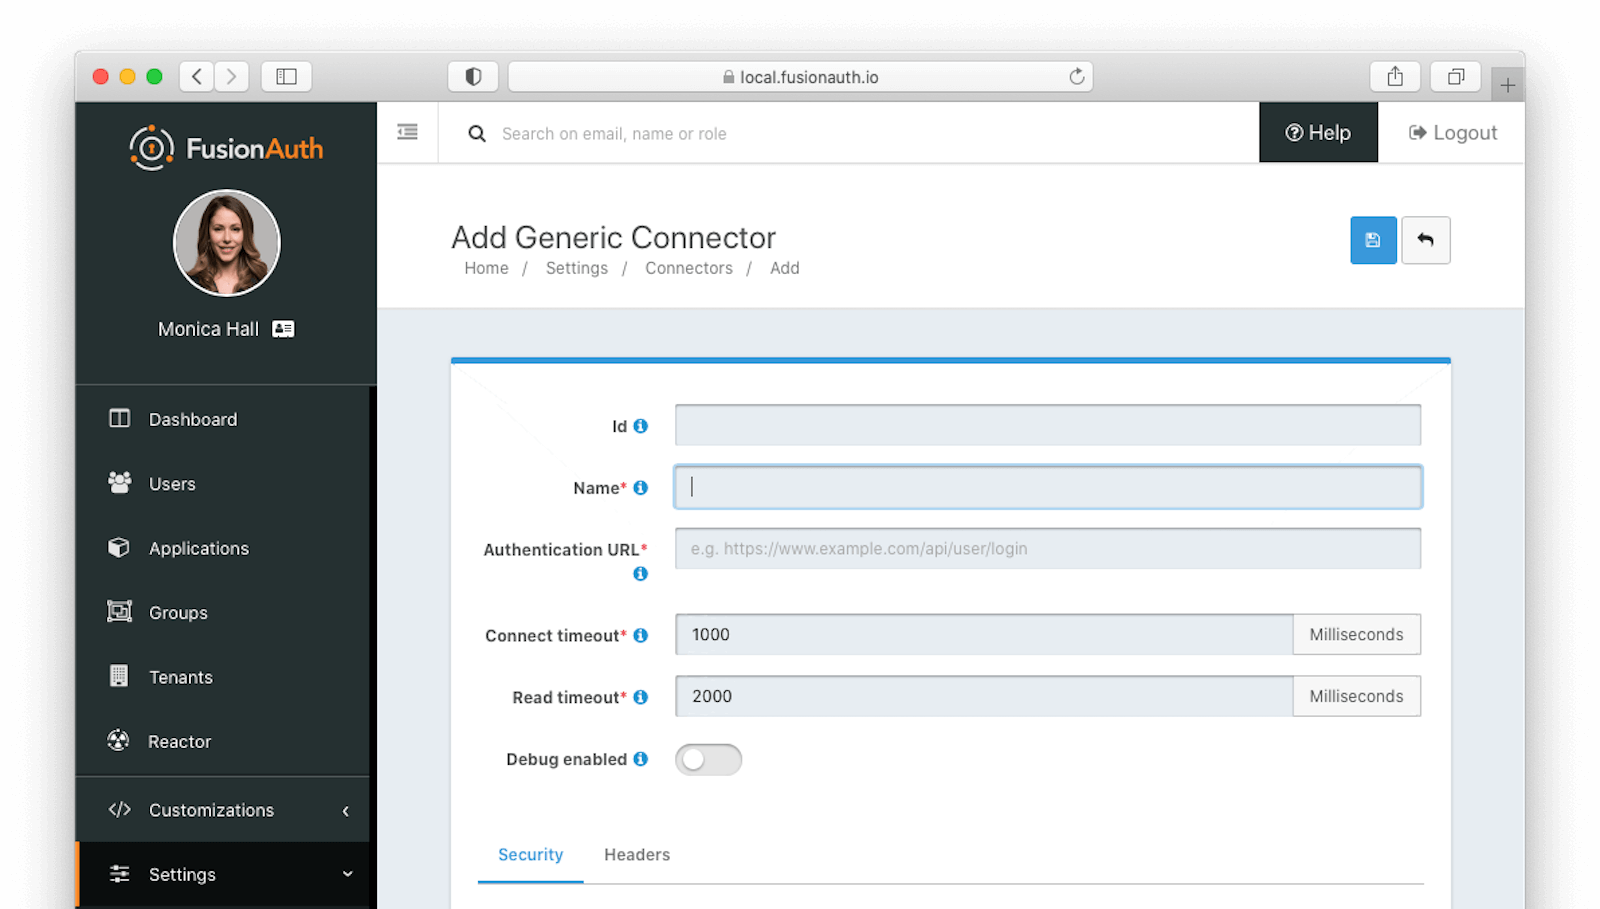 local.fusionauth.io
FusionAuth
Search on email, name or role
Help
Logout
Monica Hall
Add Generic Connector
Home / Settings / Connectors / Add
Dashboard
Users
Applications
Groups
Tenants
Reactor
Customizations
Settings
Id
Name*
Authentication URL*
e.g. https://www.example.com/api/user/login
Connect timeout*
1000
Milliseconds
Read timeout*
2000
Milliseconds
Debug enabled
Security
Headers